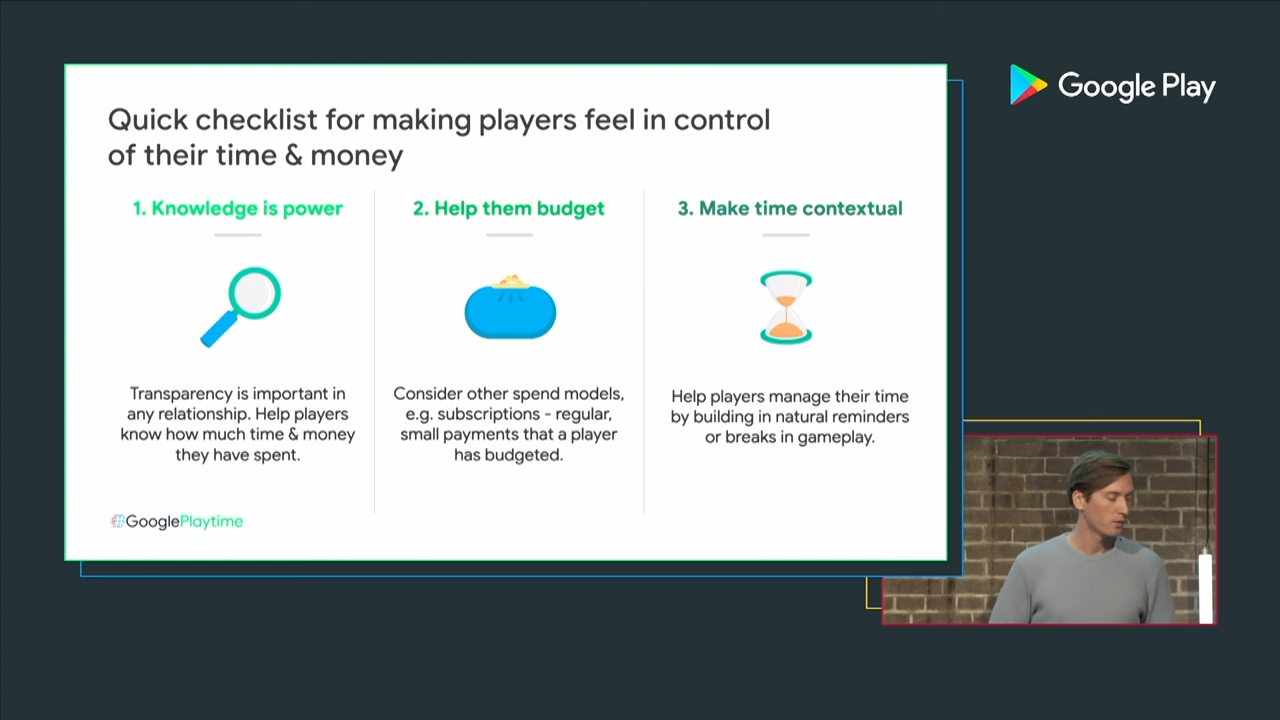 Google Play
Quick checklist for making players feel in control
of their time & money
1. Knowledge is power
Transparency is important in
any relationship. Help players
know how much time & money
they have spent.
2. Help them budget
Consider other spend models,
e.g. subscriptions - regular,
small payments that a player
has budgeted.
3. Make time contextual
Help players manage their time
by building in natural reminders
or breaks in gameplay.
GooglePlaytime